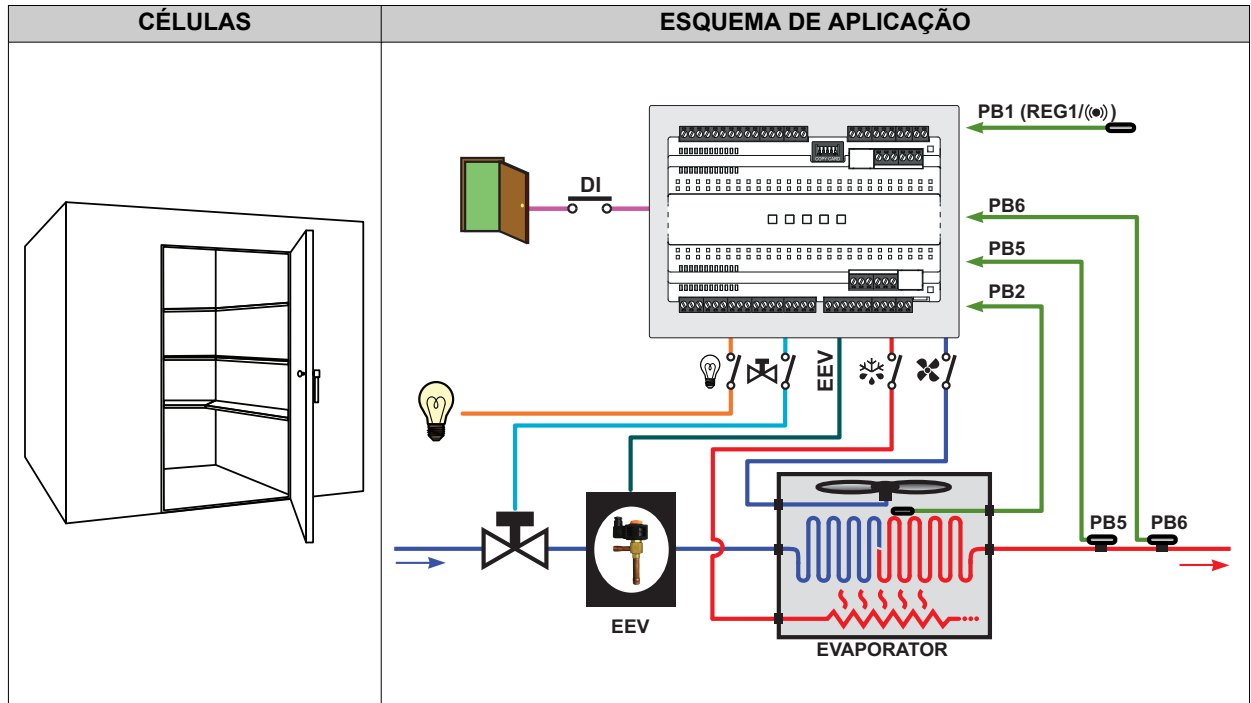 CÉLULAS
ESQUEMA DE APLICAÇÃO
PB1 (REG1/ )
COPY CARD
DI
PB6
PB5
PB2
EEV
PB5 PB6
EEV
EVAPORATOR